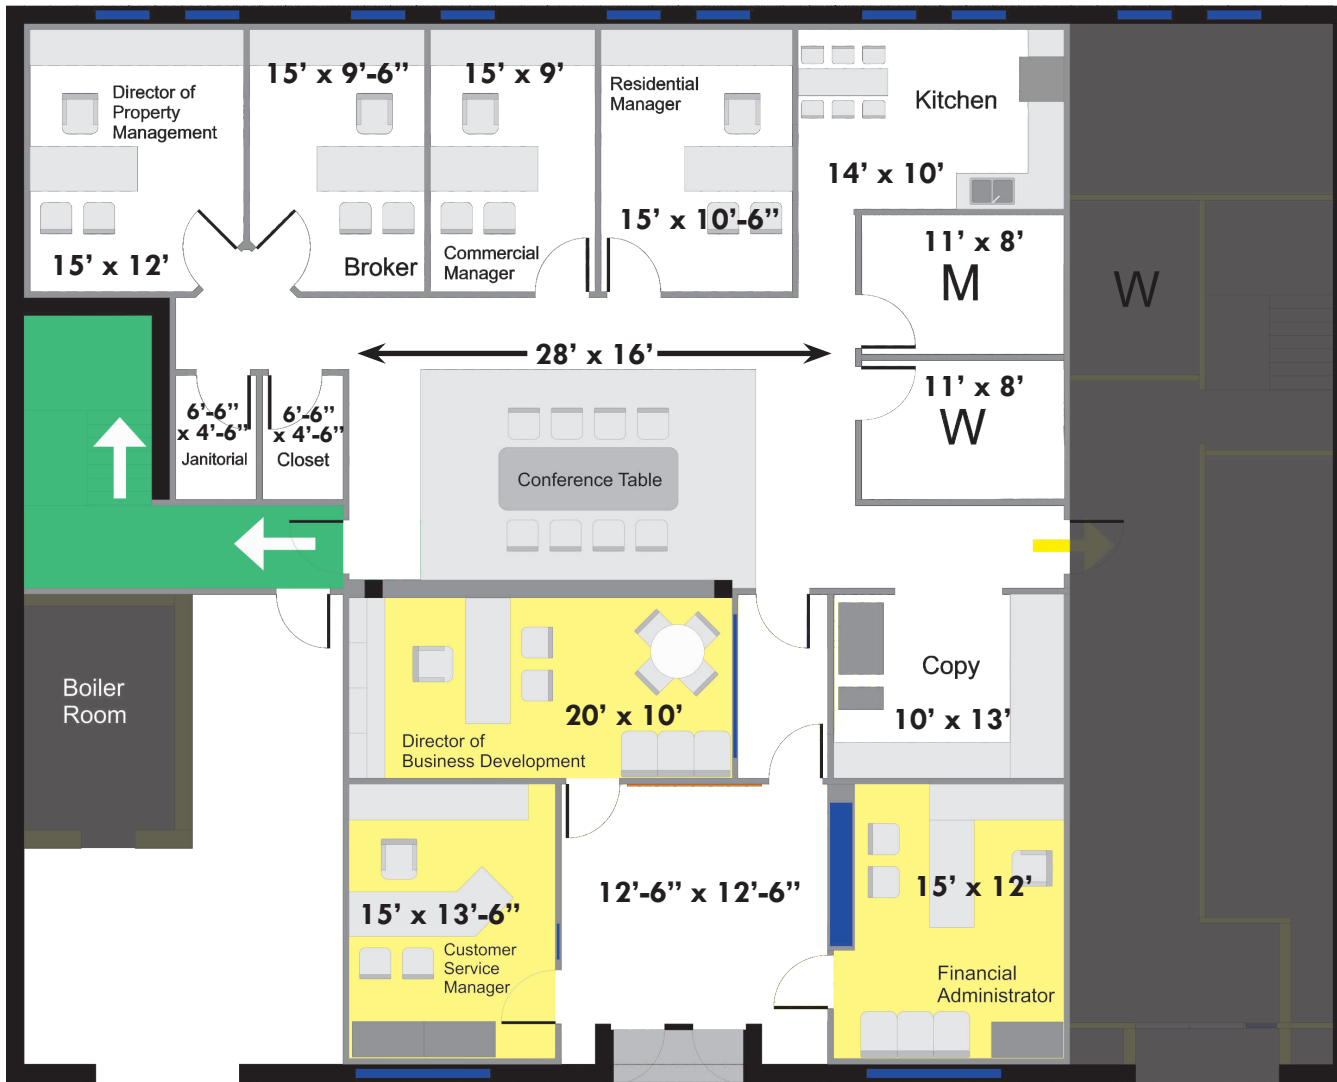 Director of
Property
Management
15’ x 12’
15’ x 9’-6”
Broker
15’ x 9’
Commercial
Manager
Residential
Manager
15’ x 10’-6”
Kitchen
14’ x 10’
11’ x 8’
M
W
28’ x 16’
11’ x 8’
W
6’-6”
x 4’-6”
Janitorial
6’-6”
x 4’-6”
Closet
Conference Table
Boiler
Room
20’ x 10’
Director of
Business Development
Copy
10’ x 13’
15’ x 13’-6”
Customer
Service
Manager
12’-6” x 12’-6”
15’ x 12’
Financial
Administrator